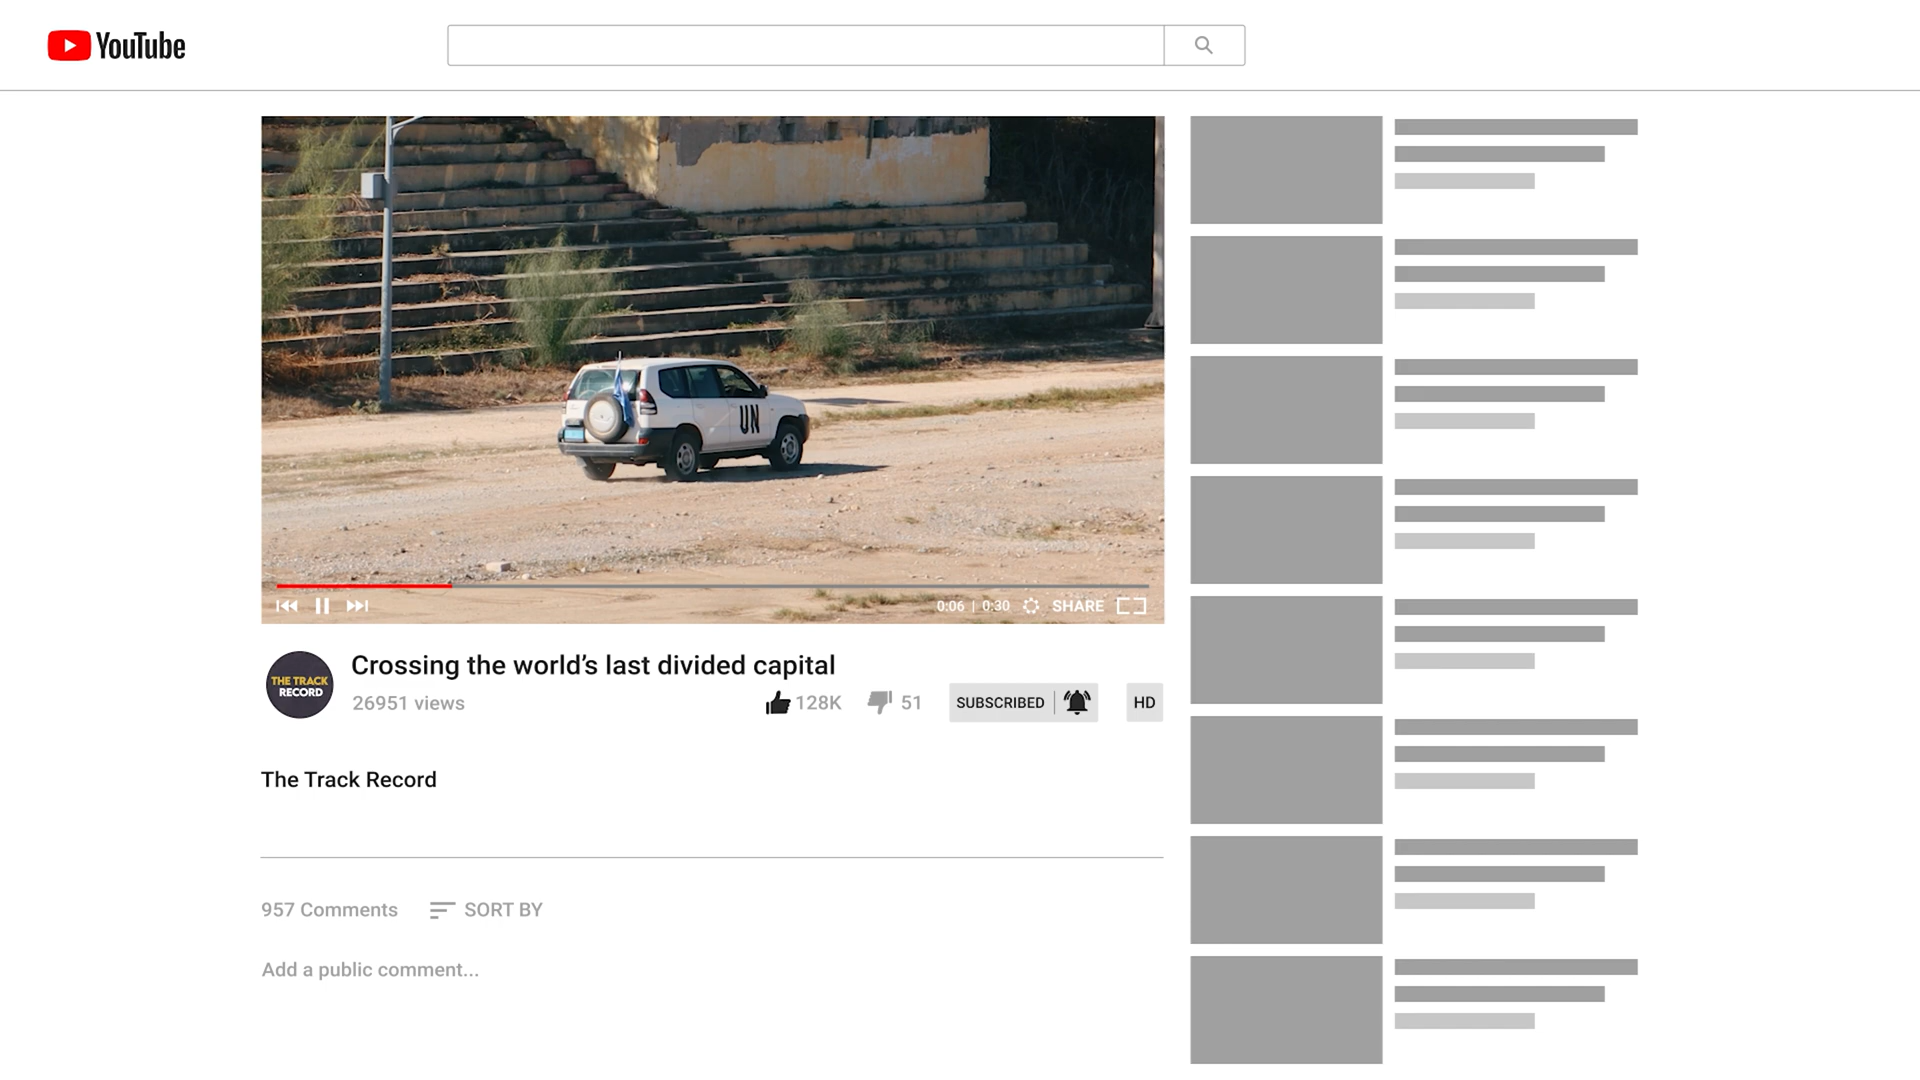 YouTube
UN
0:06 | 0:30 SHARE
THE TRACK
RECORD
Crossing the world’s last divided capital
26951 views
128K
51
SUBSCRIBED
HD
The Track Record
957 Comments
SORT BY
Add a public comment...